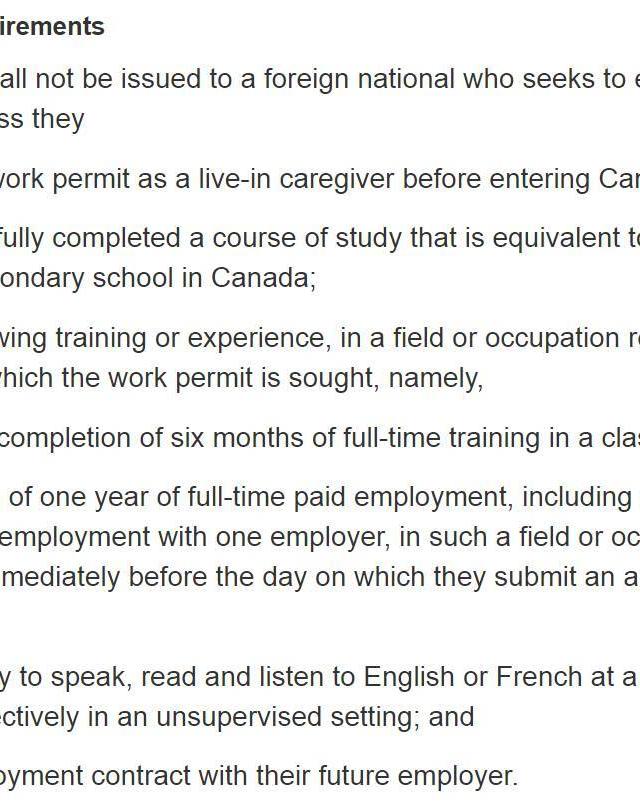 irements
all not be issued to a foreign national who seeks to e
ss they
work permit as a live-in caregiver before entering Can
fully completed a course of study that is equivalent to
ondary school in Canada;
wing training or experience, in a field or occupation re
which the work permit is sought, namely,
completion of six months of full-time training in a clas
of one year of full-time paid employment, including
employment with one employer, in such a field or oc
mediately before the day on which they submit an a
y to speak, read and listen to English or French at a
ectively in an unsupervised setting; and
oyment contract with their future employer.